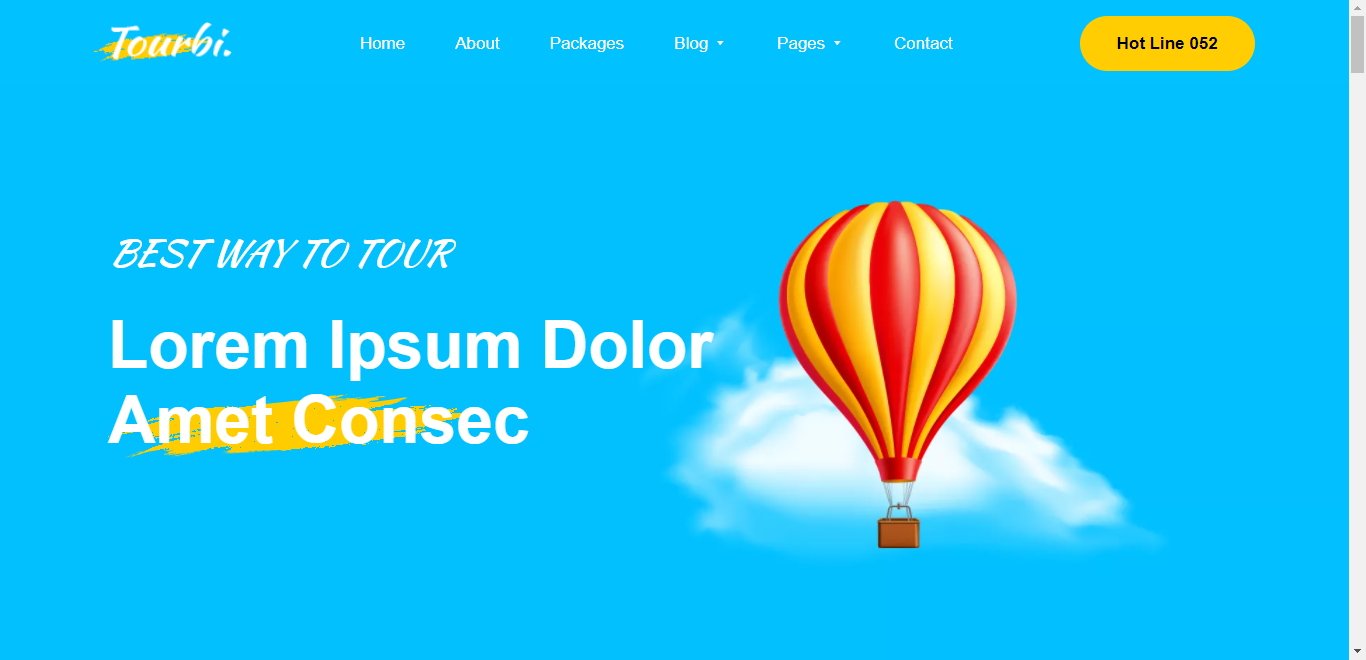 Tourbi.
Home About Packages Blog Pages Contact
Hot Line 052
BEST WAY TO TOUR
Lorem Ipsum Dolor
Amet Consec